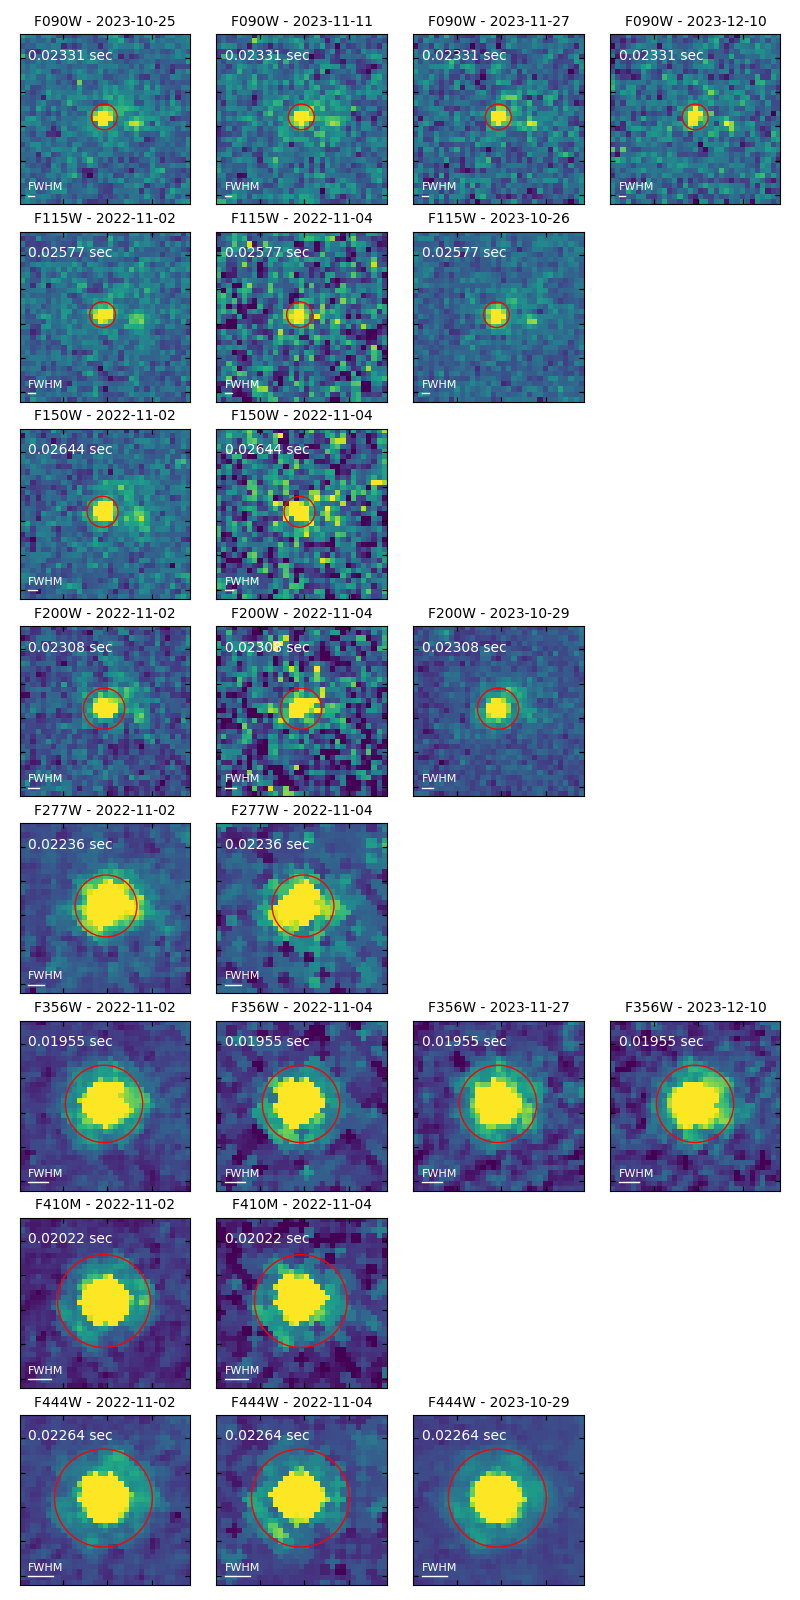 F090W - 2023-10-25
F090W - 2023-11-11
F090W - 2023-11-27
F090W - 2023-12-10
0.02331 sec
0.02331 sec
0.02331 sec
0.02331 sec
FWHM
FWHM
FWHM
FWHM
F115W - 2022-11-02
F115W - 2022-11-04
F115W - 2023-10-26
0.02577 sec
0.02577 sec
0.02577 sec
FWHM
FWHM
FWHM
F150W - 2022-11-02
F150W - 2022-11-04
0.02644 sec
0.02644 sec
FWHM
FWHM
F200W - 2022-11-02
F200W - 2022-11-04
F200W - 2023-10-29
0.02308 sec
0.02308 sec
0.02308 sec
FWHM
FWHM
FWHM
F277W - 2022-11-02
F277W - 2022-11-04
0.02236 sec
0.02236 sec
FWHM
FWHM
F356W - 2022-11-02
F356W - 2022-11-04
F356W - 2023-11-27
F356W - 2023-12-10
0.01955 sec
0.01955 sec
0.01955 sec
0.01955 sec
FWHM
FWHM
FWHM
FWHM
F410M - 2022-11-02
F410M - 2022-11-04
0.02022 sec
0.02022 sec
FWHM
FWHM
F444W - 2022-11-02
F444W - 2022-11-04
F444W - 2023-10-29
0.02264 sec
0.02264 sec
0.02264 sec
FWHM
FWHM
FWHM